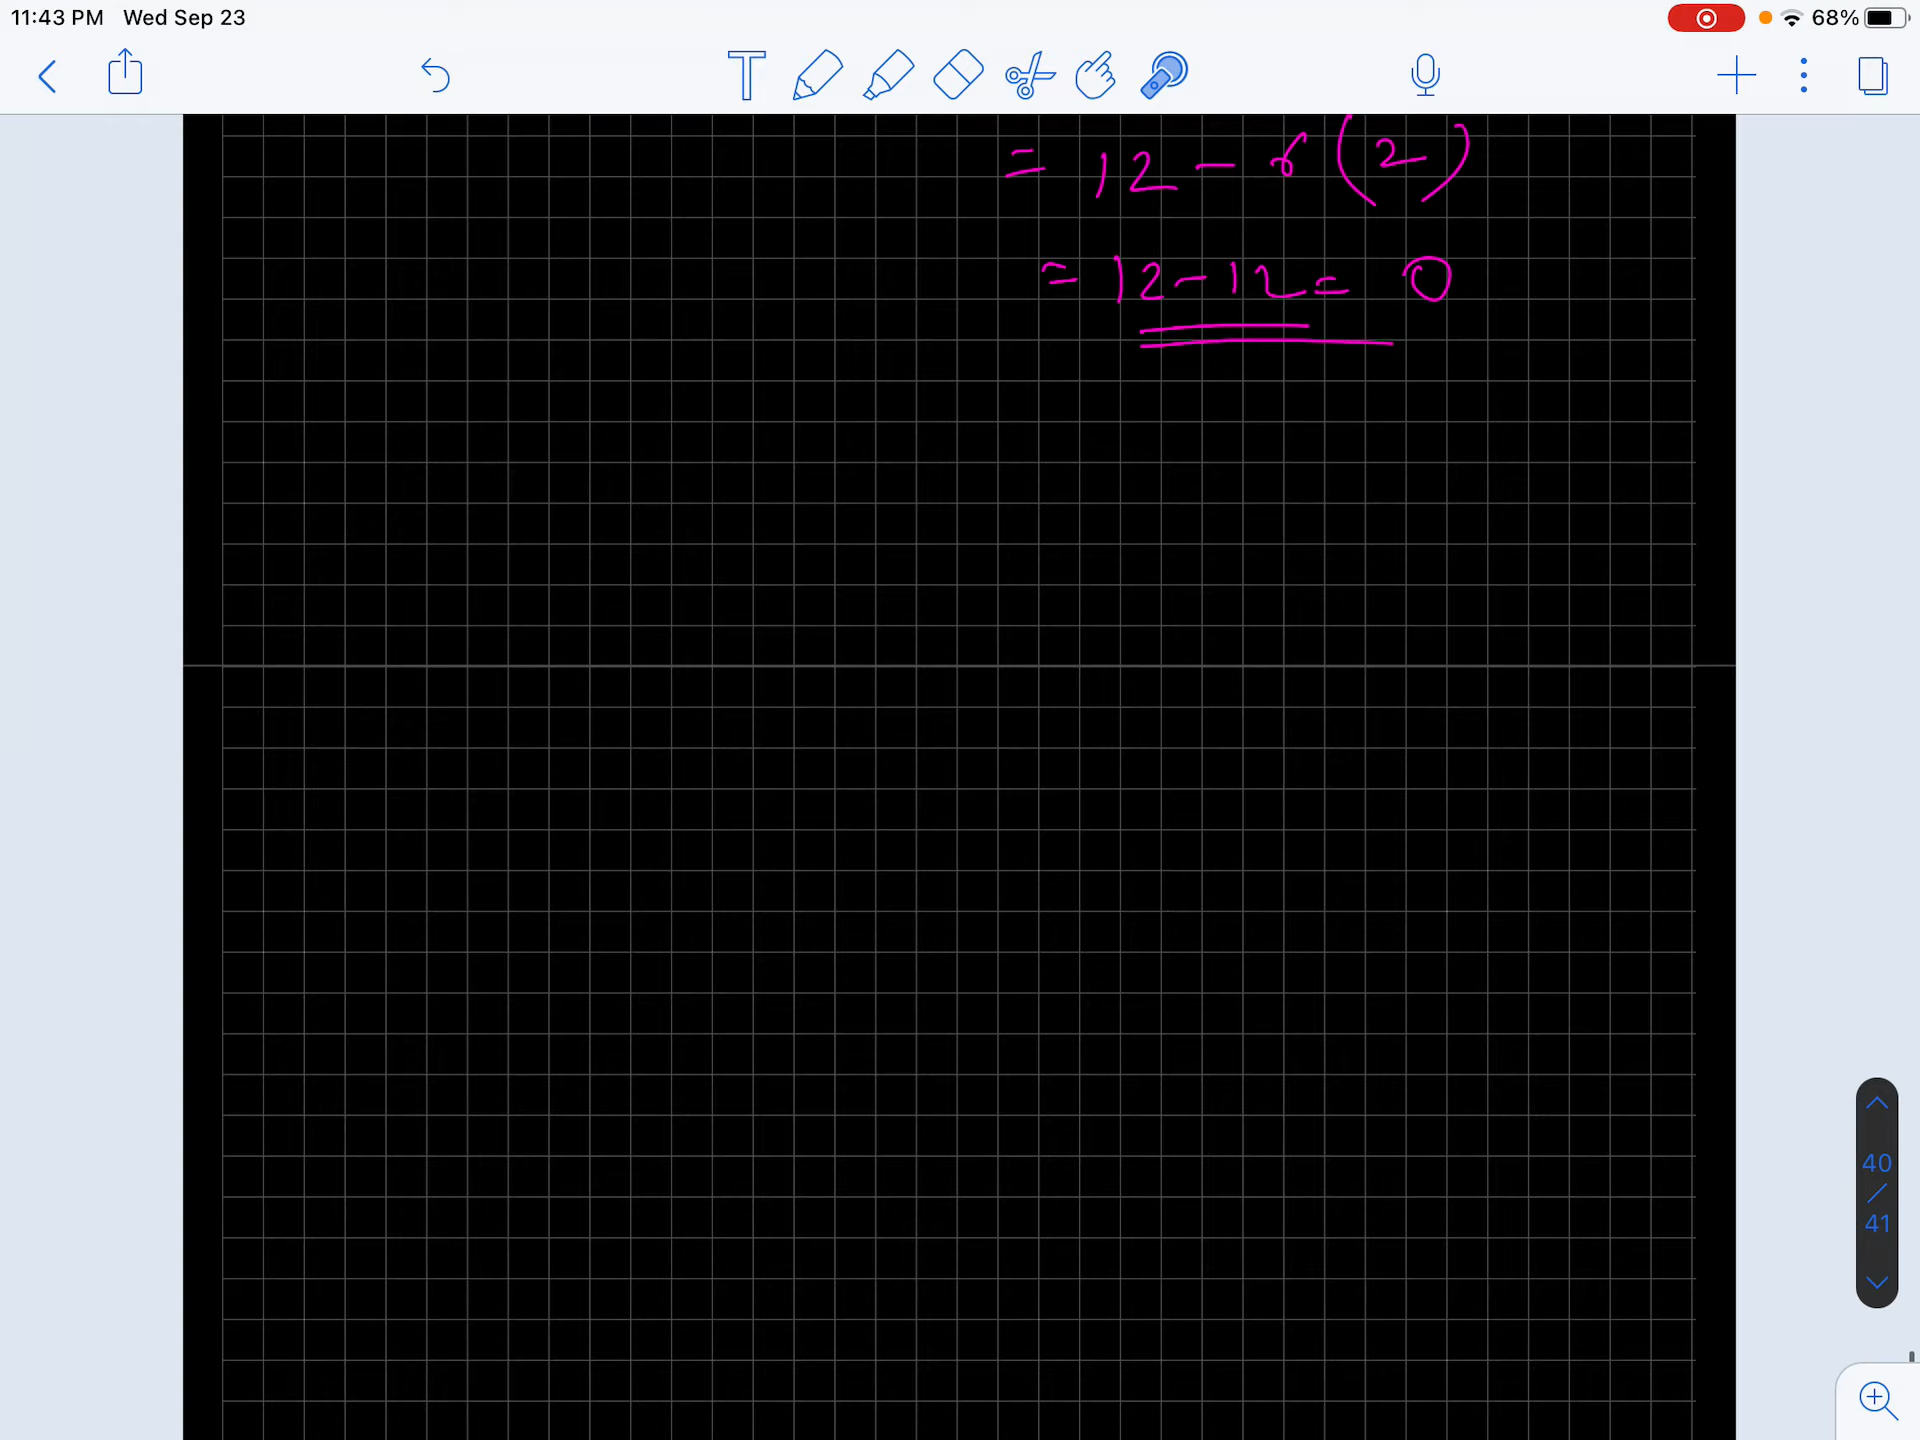 11:43 PM Wed Sep 23
68%
= 12 - 6 (2)
= 12 - 12 = 0
40
/
41